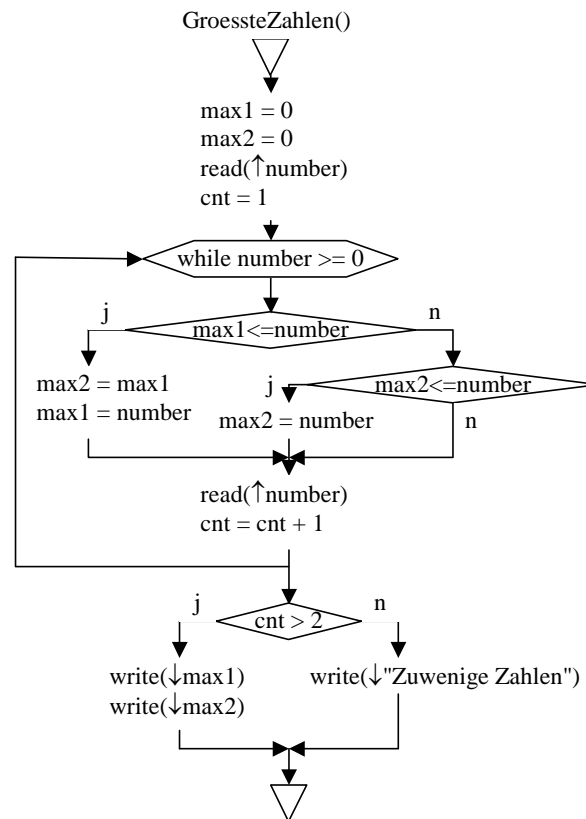 GroessteZahlen()
max1 = 0
max2 = 0
read(↑number)
cnt = 1
while number >= 0
j
n
max1<=number
max2 = max1
max1 = number
j
max2<=number
max2 = number
n
read(↑number)
cnt = cnt + 1
j
n
cnt > 2
write(↓max1)
write(↓max2)
write(↓"Zuwenige Zahlen")